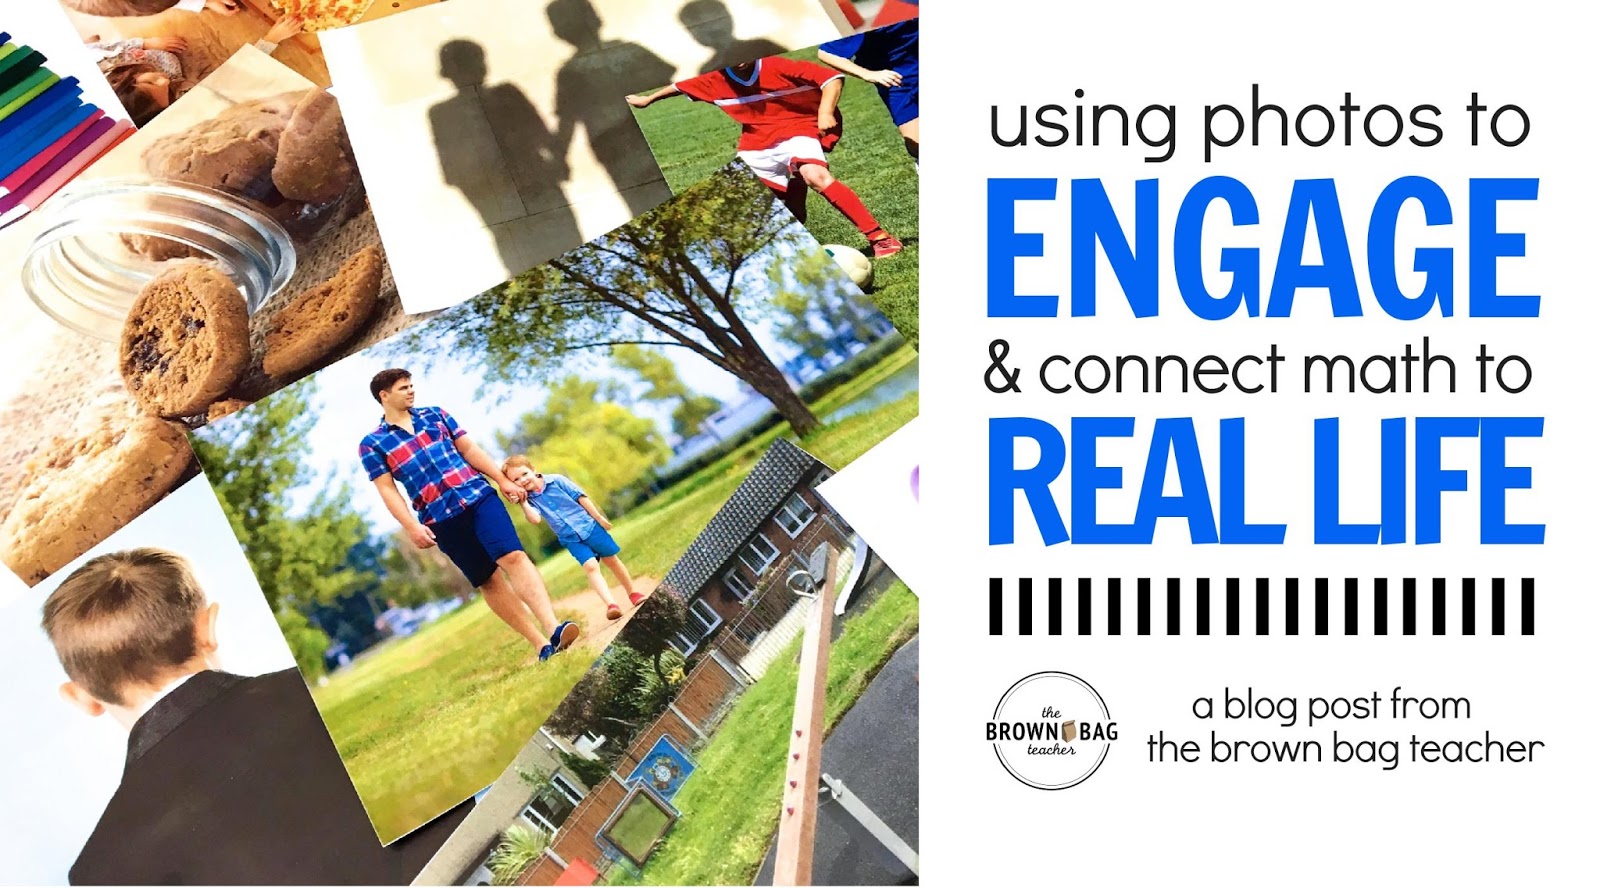 using photos to
ENGAGE
& connect math to
REAL LIFE
the
BROWN BAG
teacher
a blog post from
the brown bag teacher